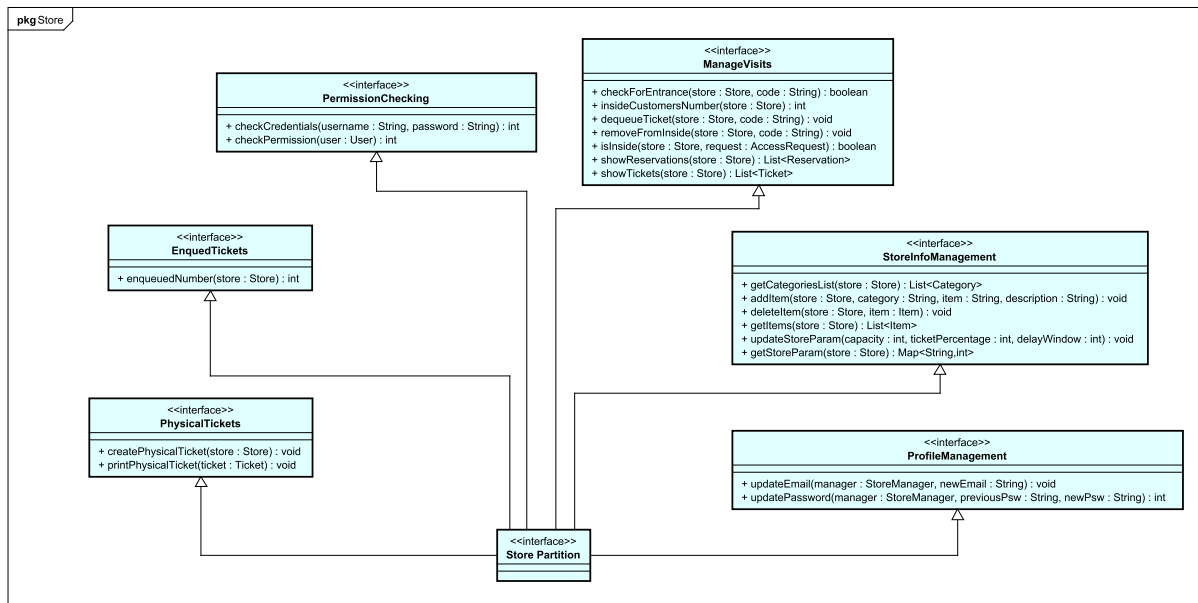 pkg Store
<<interface>>
ManageVisits
+ checkForEntrance(store : Store, code : String) : boolean
+ insideCustomersNumber(store : Store) : int
+ dequeueTicket(store : Store, code : String) : void
+ removeFromInside(store : Store, code : String) : void
+ isInside(store : Store, request : AccessRequest) : boolean
+ showReservations(store : Store) : List<Reservation>
+ showTickets(store : Store) : List<Ticket>
<<interface>>
PermissionChecking
+ checkCredentials(username : String, password : String) : int
+ checkPermission(user : User) : int
<<interface>>
EnquedTickets
+ enqueuedNumber(store : Store) : int
<<interface>>
StoreInfoManagement
+ getCategoriesList(store : Store) : List<Category>
+ addItem(store : Store, category : String, item : String, description : String) : void
+ deleteItem(store : Store, item : Item) : void
+ getItems(store : Store) : List<Item>
+ updateStoreParam(capacity : int, ticketPercentage : int, delayWindow : int) : void
+ getStoreParam(store : Store) : Map<String,int>
<<interface>>
PhysicalTickets
+ createPhysicalTicket(store : Store) : void
+ printPhysicalTicket(ticket : Ticket) : void
<<interface>>
ProfileManagement
+ updateEmail(manager : StoreManager, newEmail : String) : void
+ updatePassword(manager : StoreManager, previousPsw : String, newPsw : String) : int
<<interface>>
Store Partition